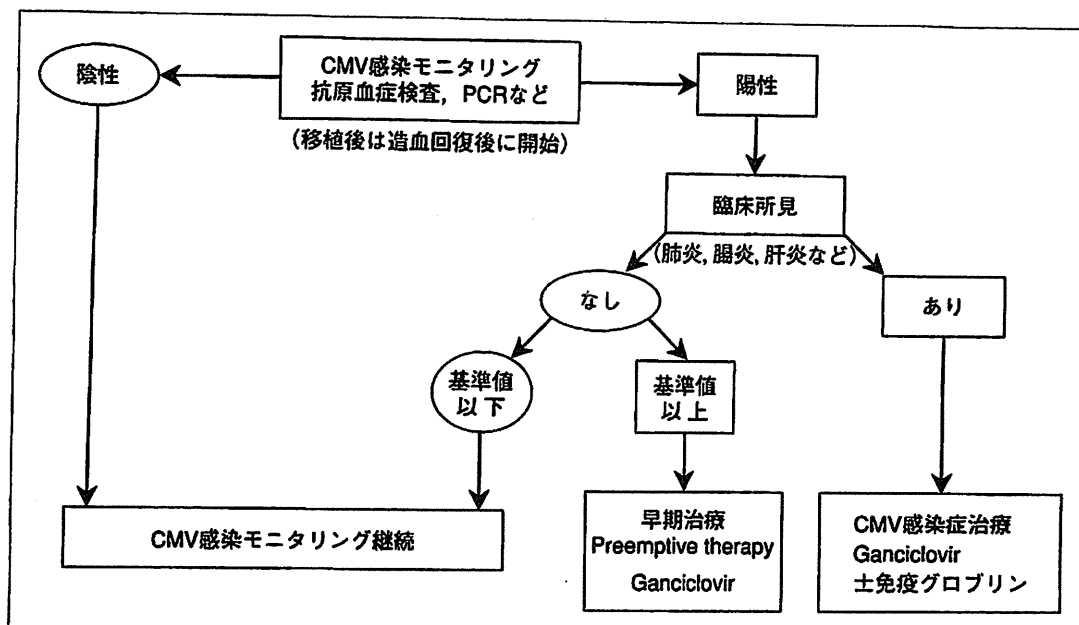 陰性
CMV感染モニタリング
抗原血症検査，PCRなど
（移植後は造血回復後に開始）
陽性
臨床所見
（肺炎，腸炎，肝炎など）
なし
あり
基準値
以下
基準値
以上
CMV感染モニタリング継続
早期治療
Preemptive therapy
Ganciclovir
CMV感染症治療
Ganciclovir
士免疫グロブリン